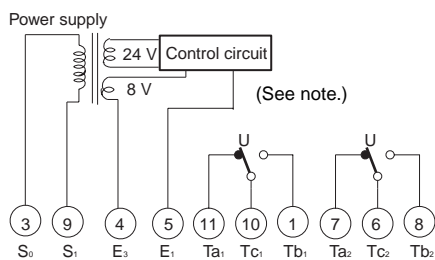 Power supply
24 V
Control circuit
8 V
(See note.)
U
U
3
9
4
5
11
10
1
7
6
8
S₀
S₁
E₃
E₁
Ta₁
Tc₁
Tb₁
Ta₂
Tc₂
Tb₂